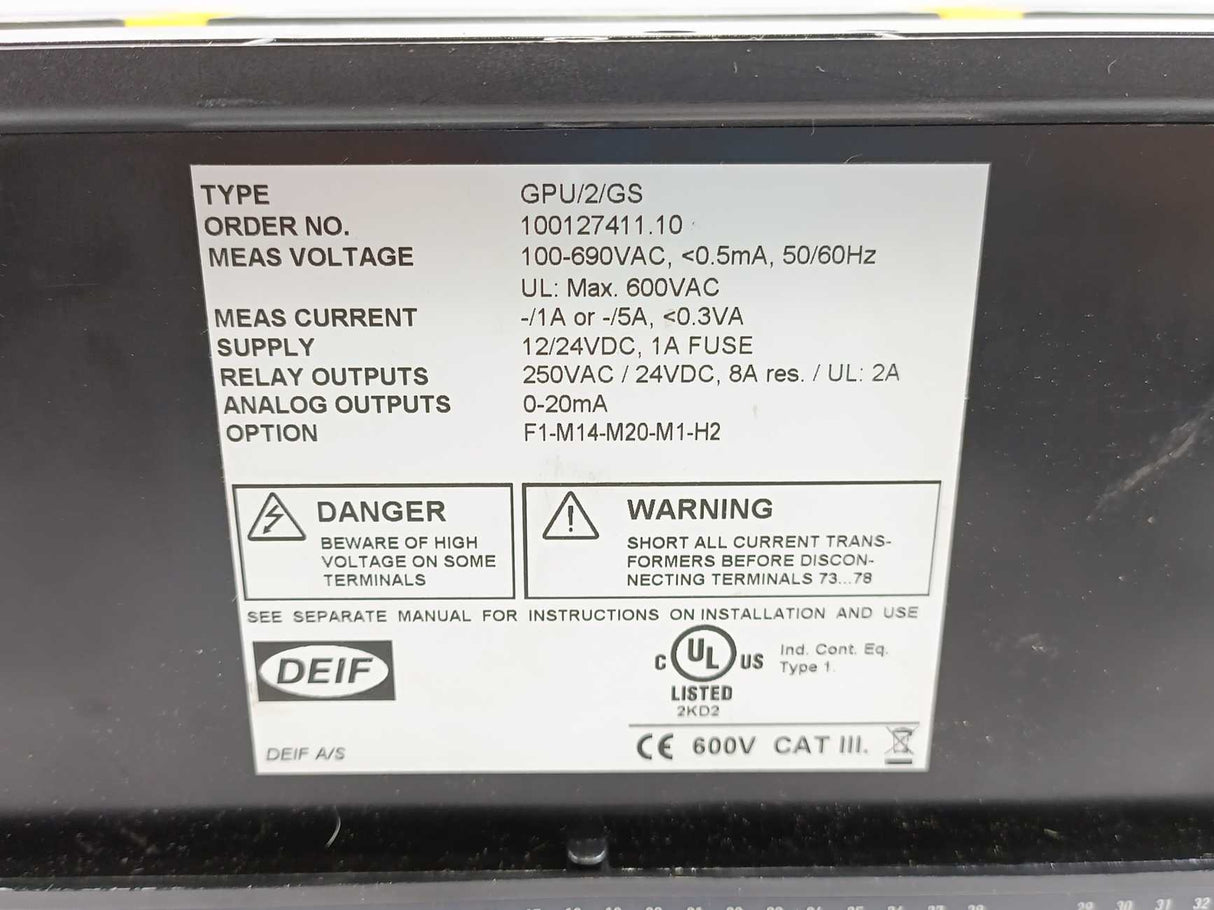 TYPE GPU/2/GS
ORDER NO. 100127411.10
MEAS VOLTAGE 100-690VAC, <0.5mA, 50/60Hz
UL: Max. 600VAC
MEAS CURRENT -/1A or -/5A, <0.3VA
SUPPLY 12/24VDC, 1A FUSE
RELAY OUTPUTS 250VAC / 24VDC, 8A res. / UL: 2A
ANALOG OUTPUTS 0-20mA
OPTION F1-M14-M20-M1-H2
DANGER
BEWARE OF HIGH
VOLTAGE ON SOME
TERMINALS
WARNING
SHORT ALL CURRENT TRANS-
FORMERS BEFORE DISCON-
NECTING TERMINALS 73...78
SEE SEPARATE MANUAL FOR INSTRUCTIONS ON INSTALLATION AND USE
DEIF
C UL US
LISTED
2KD2
Ind. Cont. Eq.
Type 1.
DEIF A/S
CE 600V CAT III.
29 30 31 32